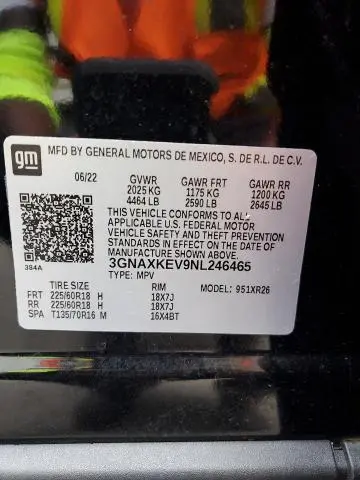 gm
MFD BY GENERAL MOTORS DE MEXICO, S. DE R.L. DE C.V.
06/22 GVWR GAWR FRT GAWR RR
2025 KG 1175 KG 1200 KG
4464 LB 2590 LB 2645 LB
THIS VEHICLE CONFORMS TO ALL
APPLICABLE U.S. FEDERAL MOTOR
VEHICLE SAFETY AND THEFT PREVENTION
STANDARDS IN EFFECT ON THE DATE OF
MANUFACTURE SHOWN ABOVE.
384A 3GNAXKEV9NL246465
TYPE: MPV MODEL: 951XR26
TIRE SIZE RIM
FRT 225/60R18 H 18X7J
RR 225/60R18 H 18X7J
SPA T135/70R16 M 16X4BT